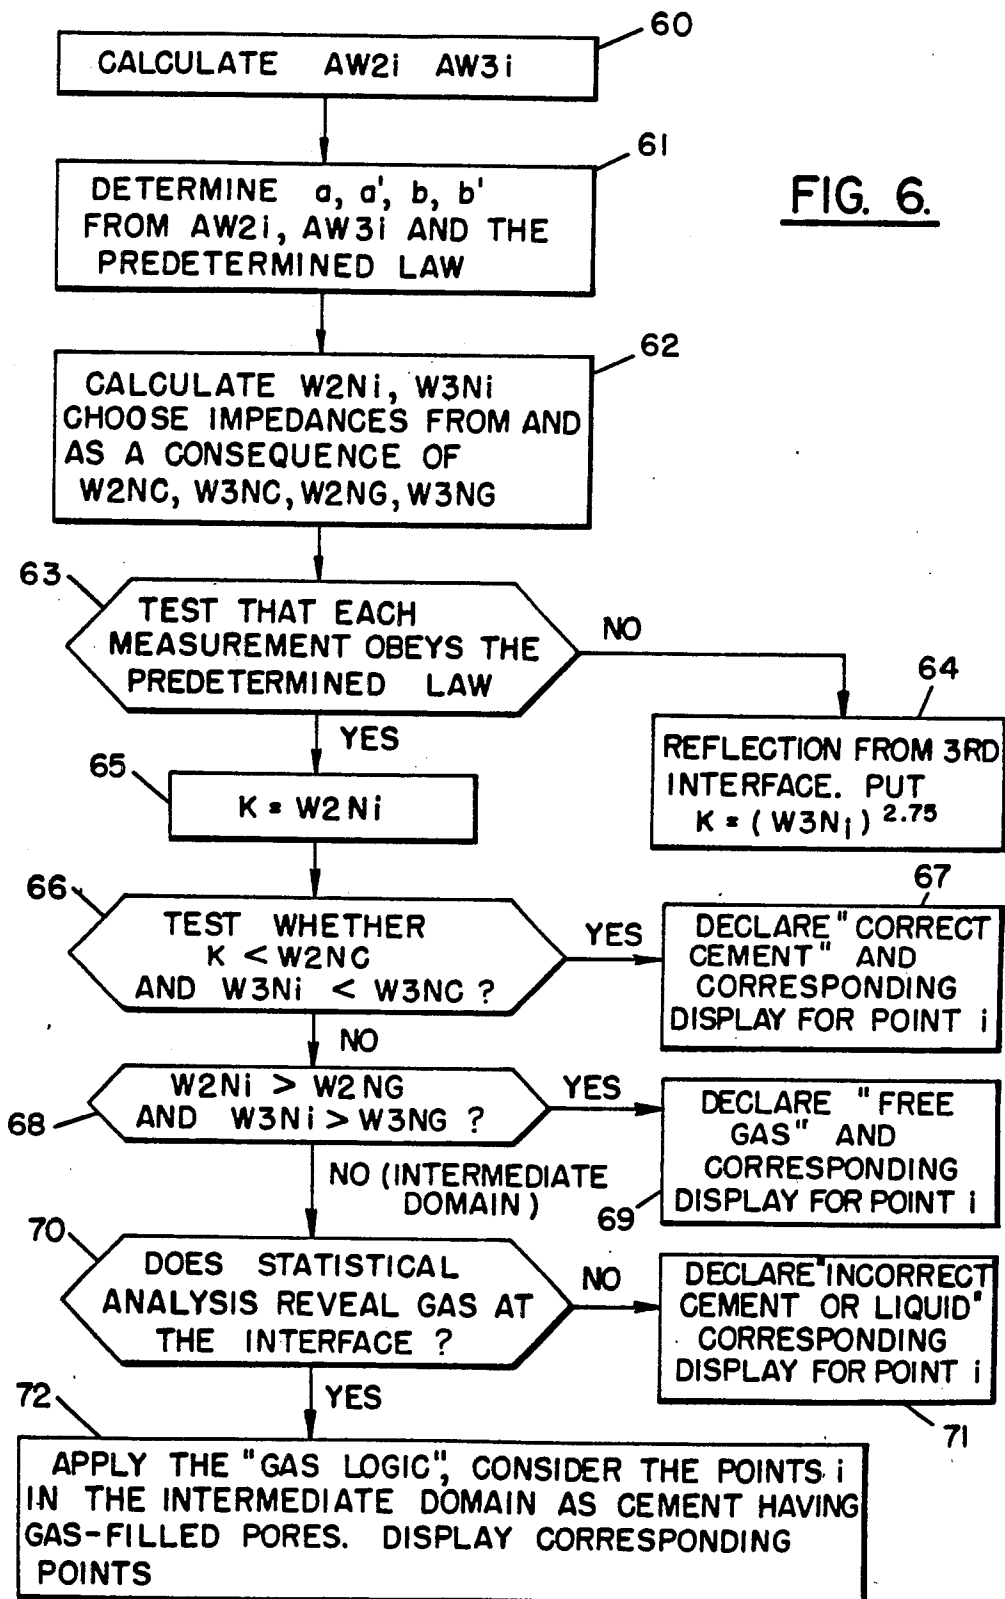 60
CALCULATE AW2i AW3i
61
DETERMINE a, a', b, b'
FROM AW2i, AW3i AND THE
PREDETERMINED LAW
FIG. 6.
62
CALCULATE W2Ni, W3Ni
CHOOSE IMPEDANCES FROM AND
AS A CONSEQUENCE OF
W2NC, W3NC, W2NG, W3NG
63
TEST THAT EACH
MEASUREMENT OBEYS THE
PREDETERMINED LAW
NO
YES
64
REFLECTION FROM 3RD
INTERFACE. PUT
K = (W3Ni) 2.75
65
K = W2Ni
66
TEST WHETHER
K < W2NC
AND W3Ni < W3NC ?
YES
NO
67
DECLARE "CORRECT
CEMENT" AND
CORRESPONDING
DISPLAY FOR POINT i
68
W2Ni > W2NG
AND W3Ni > W3NG ?
YES
NO (INTERMEDIATE
DOMAIN)
69
DECLARE "FREE
GAS" AND
CORRESPONDING
DISPLAY FOR POINT i
70
DOES STATISTICAL
ANALYSIS REVEAL GAS AT
THE INTERFACE ?
NO
YES
DECLARE "INCORRECT
CEMENT OR LIQUID"
CORRESPONDING
DISPLAY FOR POINT i
71
72
APPLY THE "GAS LOGIC", CONSIDER THE POINTS i
IN THE INTERMEDIATE DOMAIN AS CEMENT HAVING
GAS-FILLED PORES. DISPLAY CORRESPONDING
POINTS